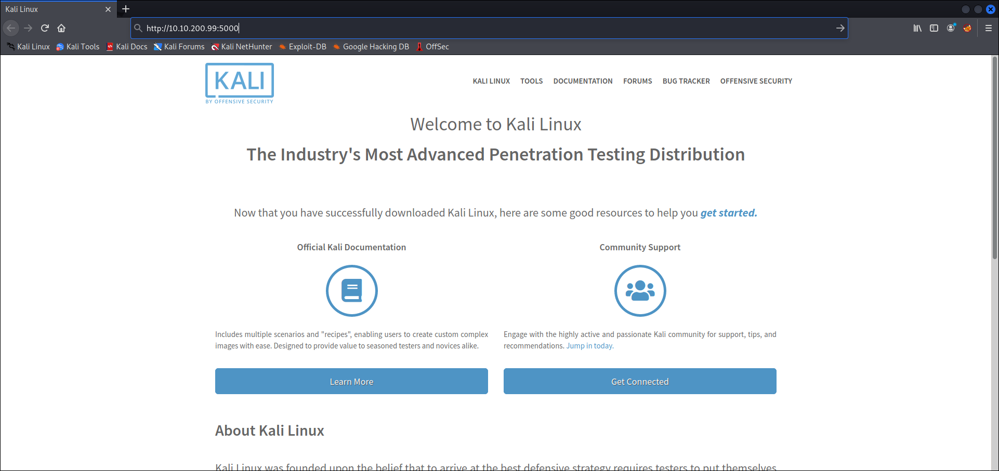 Kali Linux
http://10.10.200.99:5000
Kali Linux Kali Tools Kali Docs Kali Forums Kali NetHunter Exploit-DB Google Hacking DB OffSec
KALI
BY OFFENSIVE SECURITY
KALI LINUX TOOLS DOCUMENTATION FORUMS BUG TRACKER OFFENSIVE SECURITY
Welcome to Kali Linux
The Industry's Most Advanced Penetration Testing Distribution
Now that you have successfully downloaded Kali Linux, here are some good resources to help you get started.
Official Kali Documentation
Includes multiple scenarios and "recipes", enabling users to create custom complex
images with ease. Designed to provide value to seasoned testers and novices alike.
Learn More
Community Support
Engage with the highly active and passionate Kali community for support, tips, and
recommendations. Jump in today.
Get Connected
About Kali Linux
Kali Linux was founded upon the belief that to arrive at the best defensive strategy requires testers to put themselves